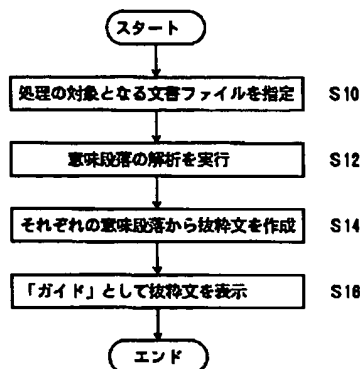 スタート
処理の対象となる文書ファイルを指定 S10
意味段落の解析を実行 S12
それぞれの意味段落から抜粋文を作成 S14
「ガイド」として抜粋文を表示 S16
エンド